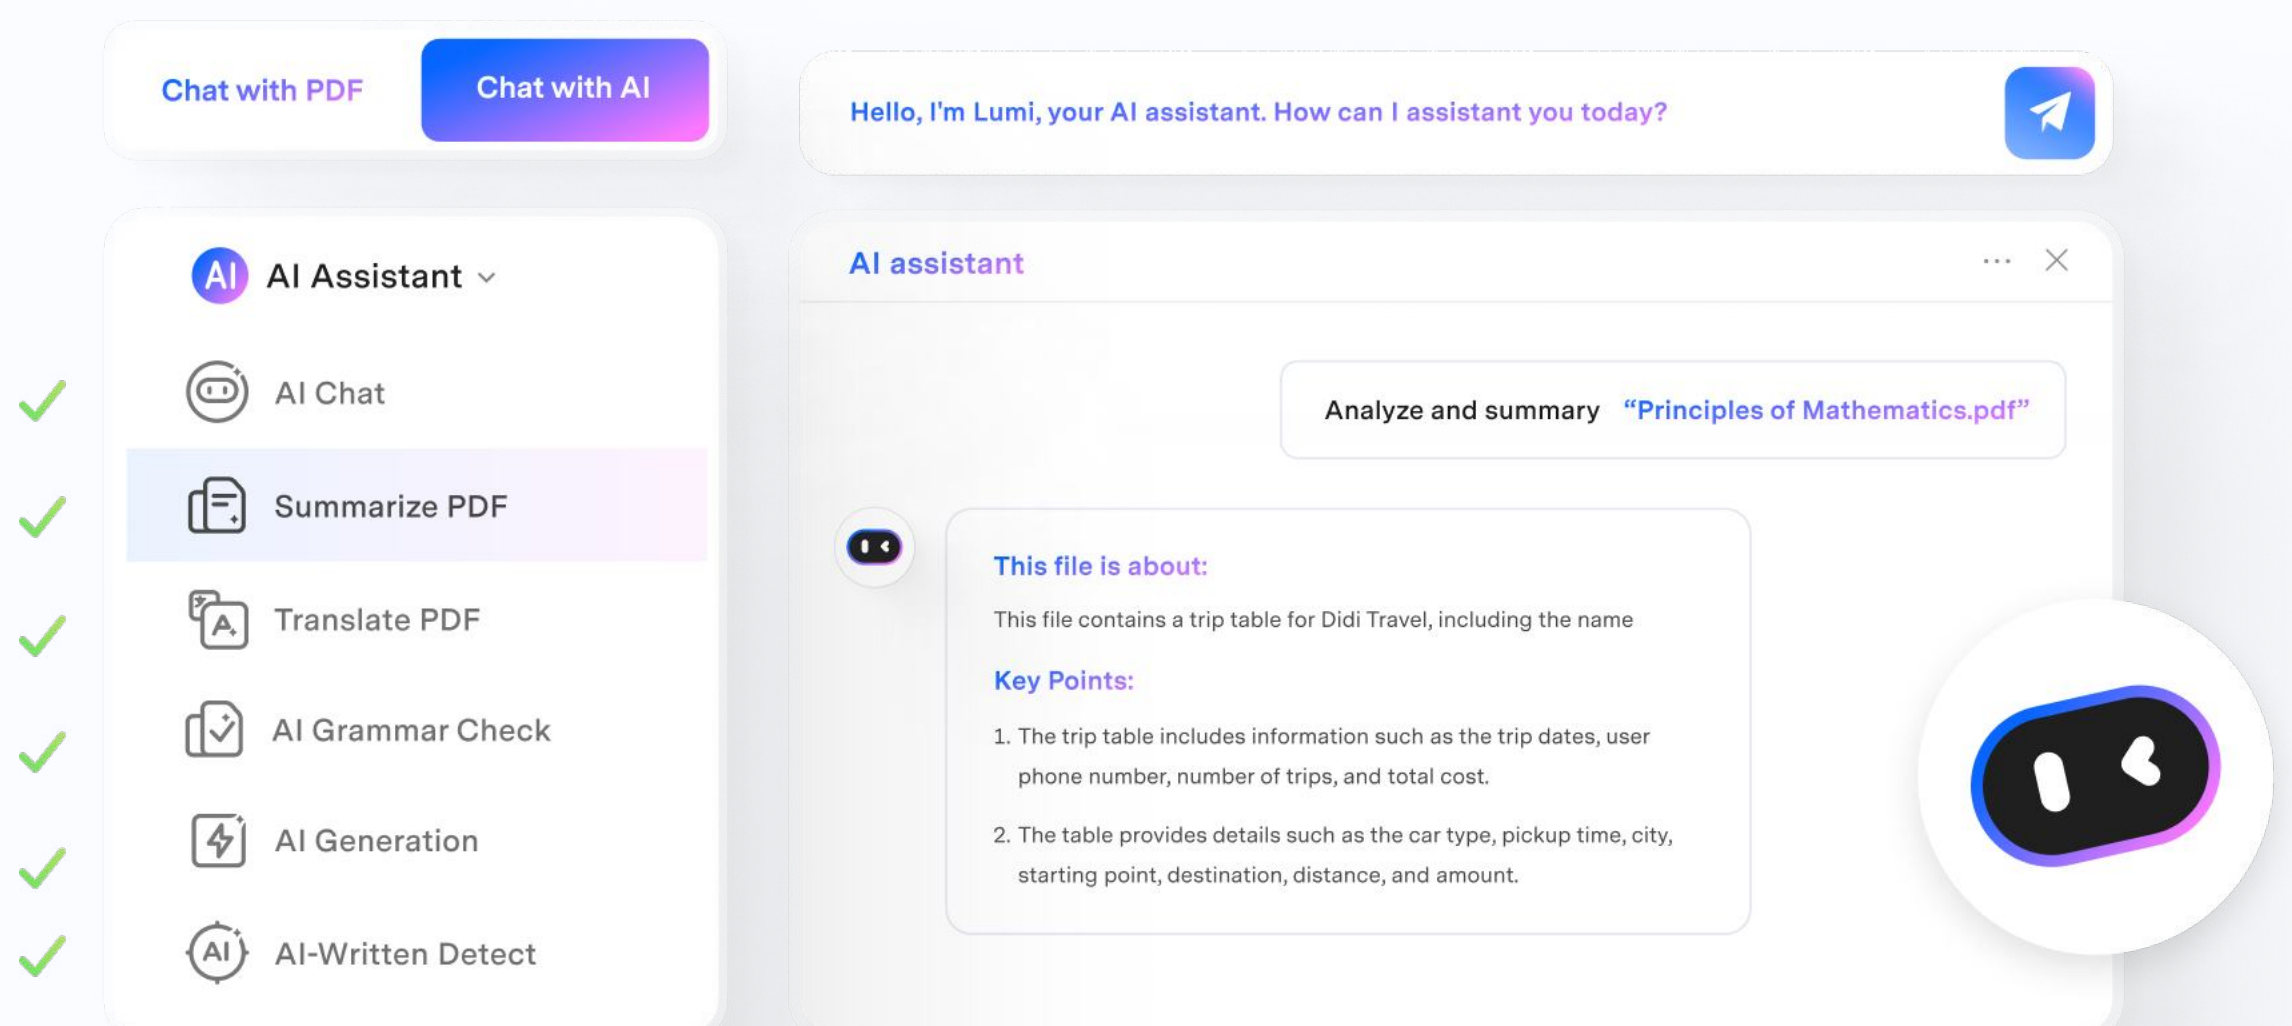 Chat with PDF
Chat with AI
Hello, I'm Lumi, your AI assistant. How can I assistant you today?
AI AI Assistant
AI Chat
Summarize PDF
A Translate PDF
AI Grammar Check
AI Generation
AI AI-Written Detect
AI assistant
Analyze and summary “Principles of Mathematics.pdf”
This file is about:
This file contains a trip table for Didi Travel, including the name
Key Points:
1. The trip table includes information such as the trip dates, user
phone number, number of trips, and total cost.
2. The table provides details such as the car type, pickup time, city,
starting point, destination, distance, and amount.